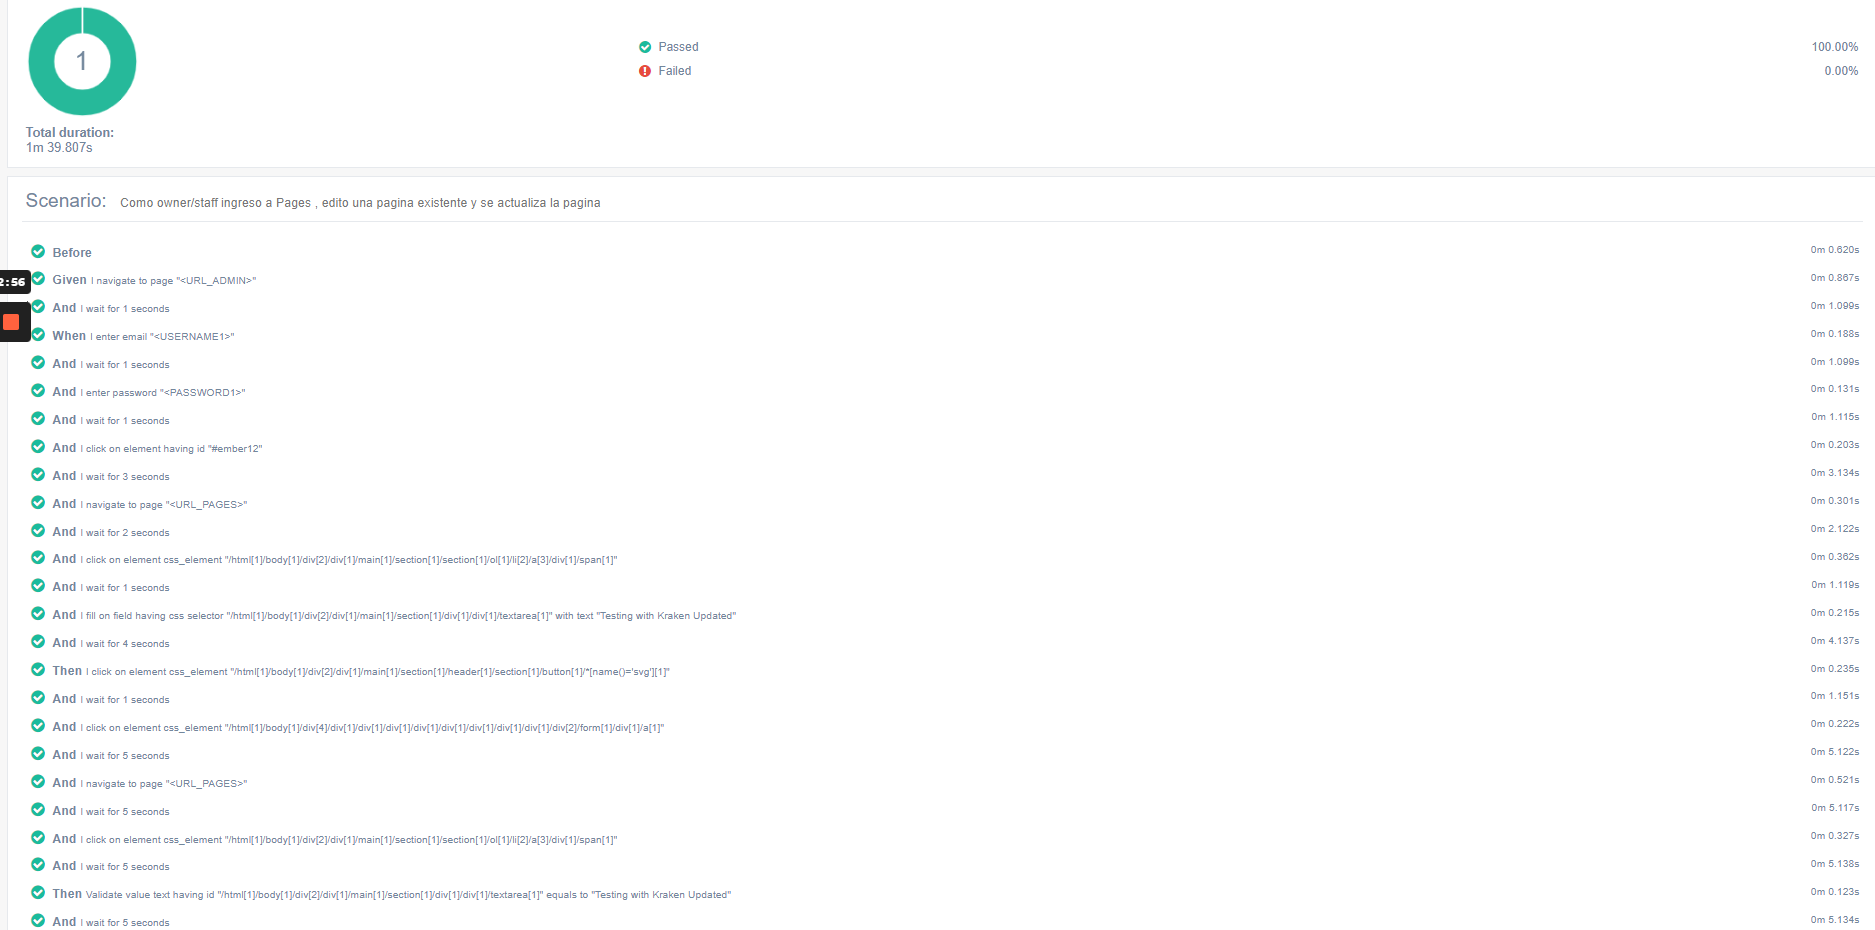 1
Passed 100.00%
Failed 0.00%
Total duration:
1m 39.807s
Scenario: Como owner/staff ingreso a Pages , edito una pagina existente y se actualiza la pagina
Before 0m 0.620s
2:56
Given I navigate to page "<URL_ADMIN>" 0m 0.867s
And I wait for 1 seconds 0m 1.099s
When I enter email "<USERNAME1>" 0m 0.188s
And I wait for 1 seconds 0m 1.099s
And I enter password "<PASSWORD1>" 0m 0.131s
And I wait for 1 seconds 0m 1.115s
And I click on element having id "#ember12" 0m 0.203s
And I wait for 3 seconds 0m 3.134s
And I navigate to page "<URL_PAGES>" 0m 0.301s
And I wait for 2 seconds 0m 2.122s
And I click on element css_element "/html[1]/body[1]/div[2]/div[1]/main[1]/section[1]/section[1]/ol[1]/li[2]/a[3]/div[1]/span[1]" 0m 0.362s
And I wait for 1 seconds 0m 1.119s
And I fill on field having css selector "/html[1]/body[1]/div[2]/div[1]/main[1]/section[1]/div[1]/div[1]/textarea[1]" with text "Testing with Kraken Updated" 0m 0.215s
And I wait for 4 seconds 0m 4.137s
Then I click on element css_element "/html[1]/body[1]/div[2]/div[1]/main[1]/section[1]/header[1]/section[1]/button[1]/*[name()='svg'][1]" 0m 0.235s
And I wait for 1 seconds 0m 1.151s
And I click on element css_element "/html[1]/body[1]/div[4]/div[1]/div[1]/div[1]/div[1]/div[1]/div[1]/div[1]/div[1]/div[2]/form[1]/div[1]/a[1]" 0m 0.222s
And I wait for 5 seconds 0m 5.122s
And I navigate to page "<URL_PAGES>" 0m 0.521s
And I wait for 5 seconds 0m 5.117s
And I click on element css_element "/html[1]/body[1]/div[2]/div[1]/main[1]/section[1]/section[1]/ol[1]/li[2]/a[3]/div[1]/span[1]" 0m 0.327s
And I wait for 5 seconds 0m 5.138s
Then Validate value text having id "/html[1]/body[1]/div[2]/div[1]/main[1]/section[1]/div[1]/div[1]/textarea[1]" equals to "Testing with Kraken Updated" 0m 0.123s
And I wait for 5 seconds 0m 5.134s